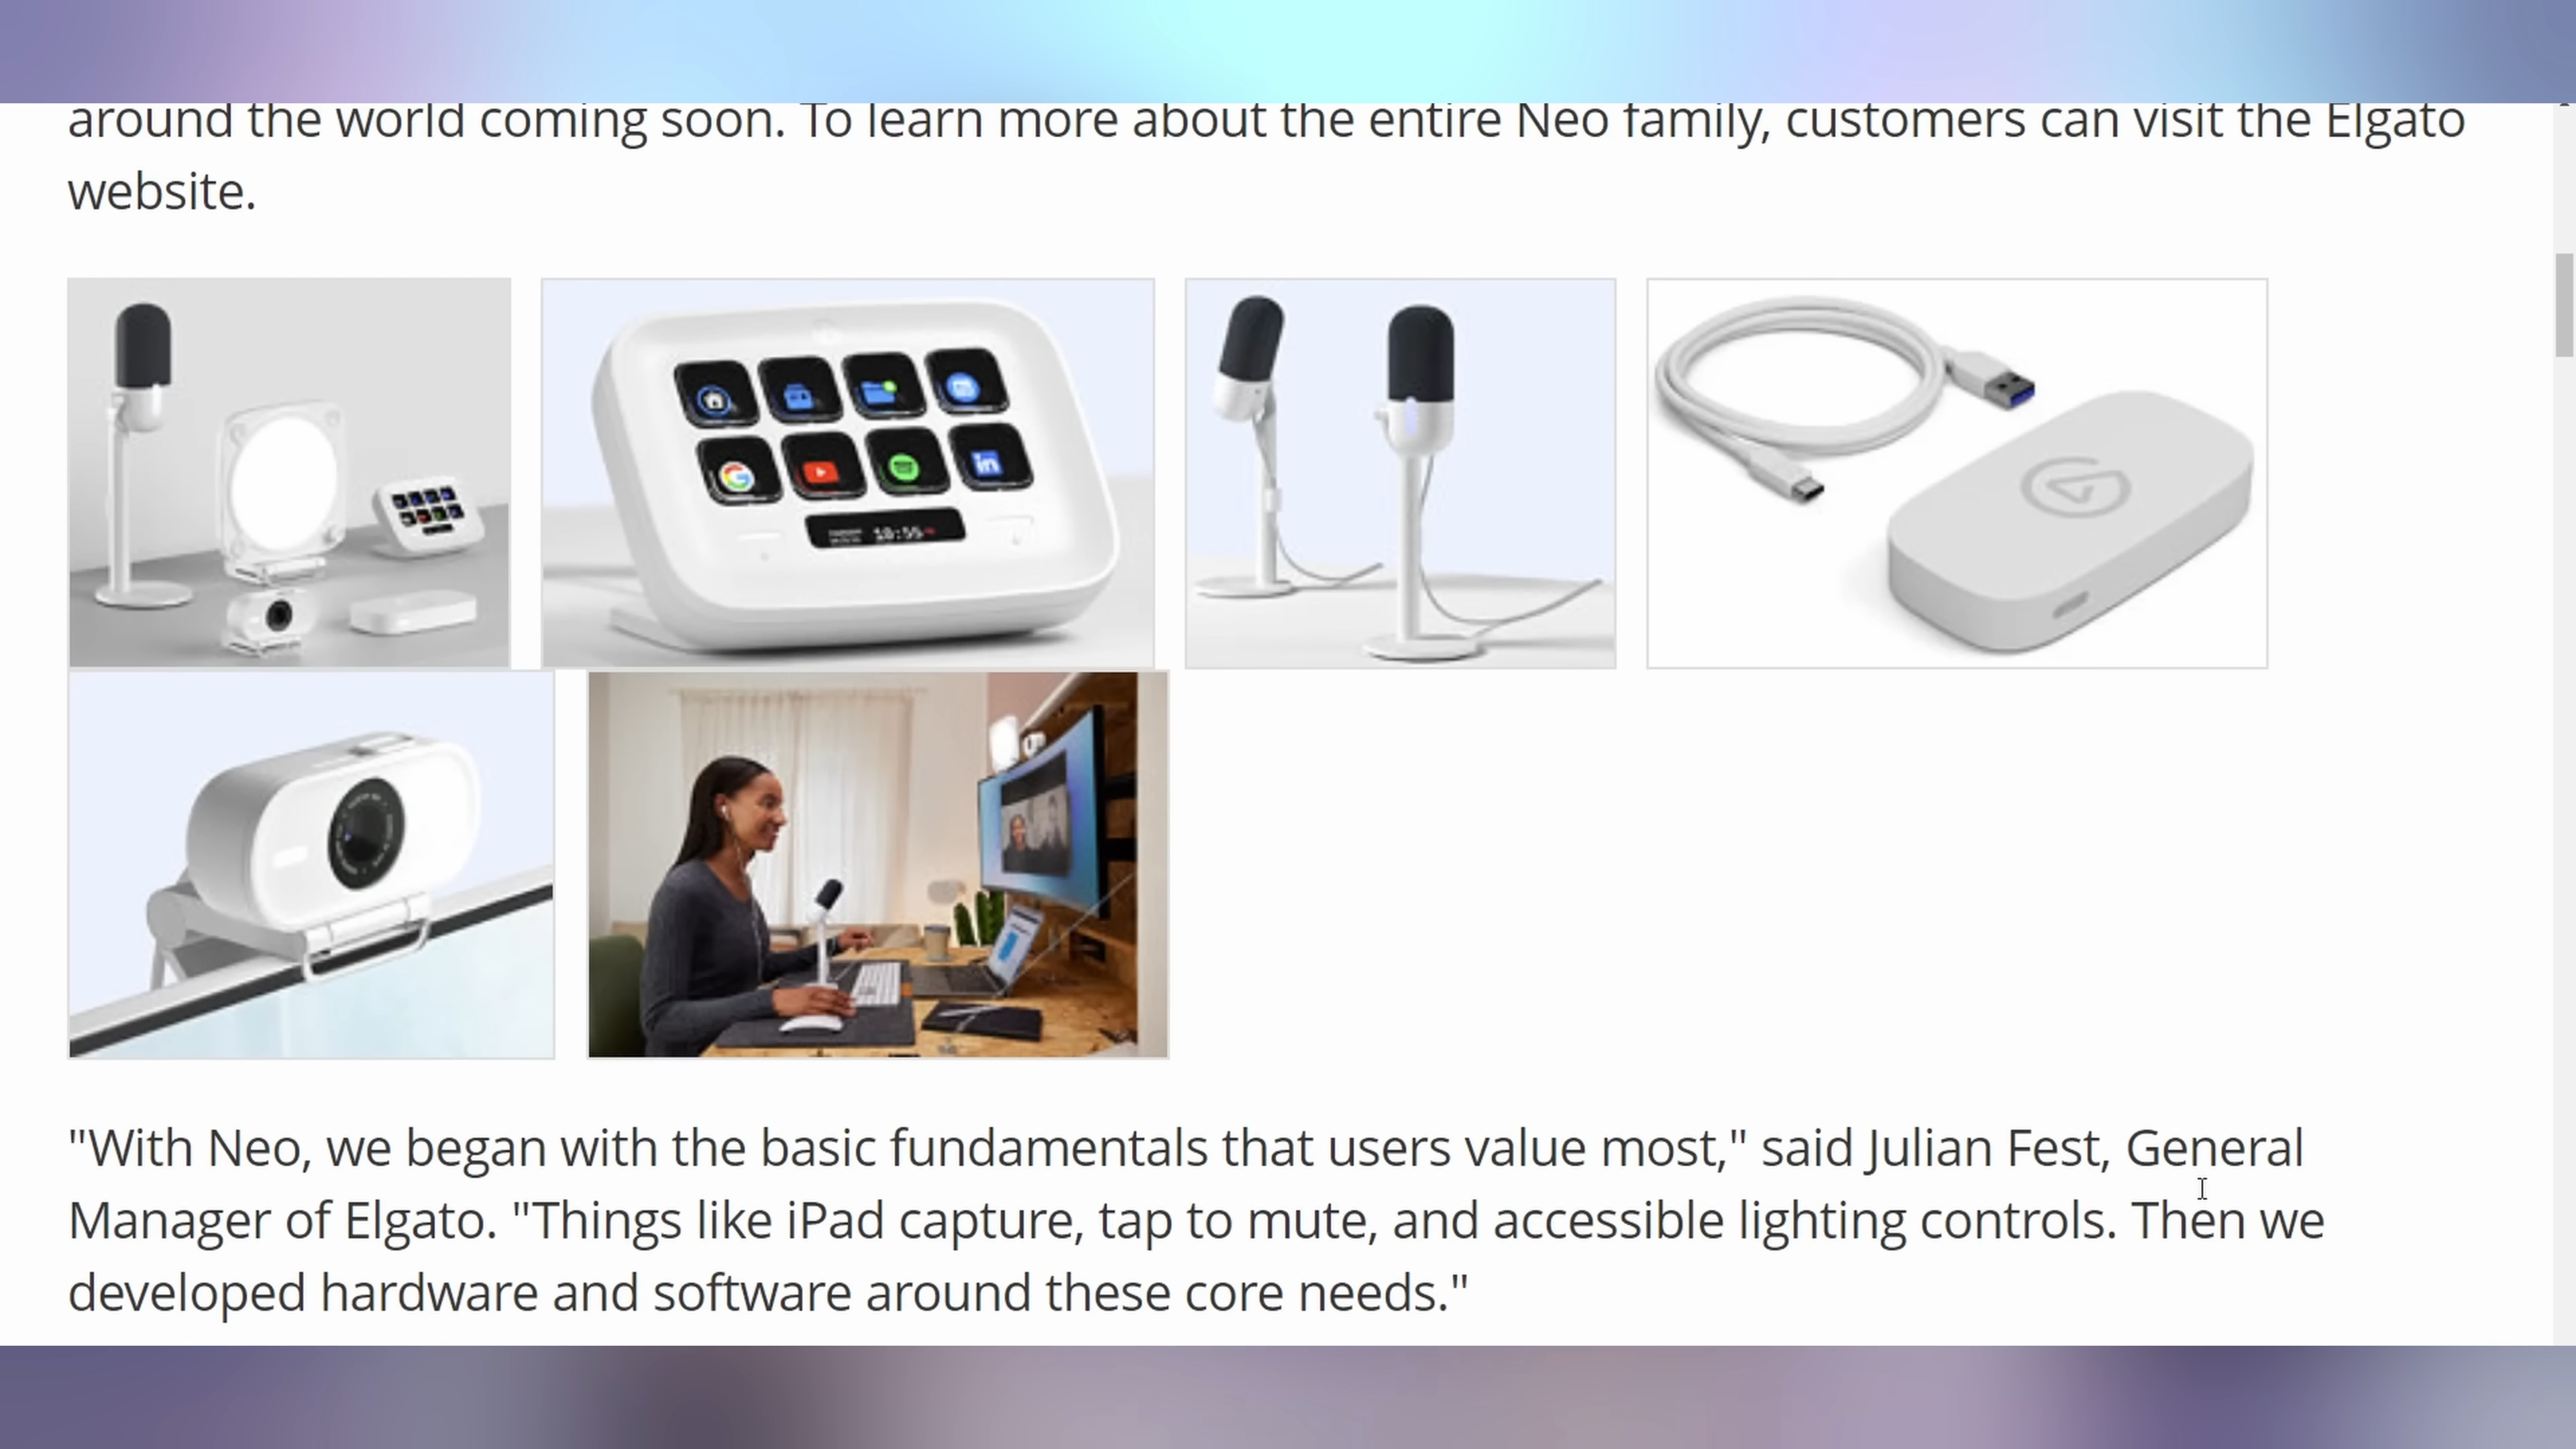 around the world coming soon. To learn more about the entire Neo family, customers can visit the Elgato
website.
in
"With Neo, we began with the basic fundamentals that users value most," said Julian Fest, General
Manager of Elgato. "Things like iPad capture, tap to mute, and accessible lighting controls. Then we
developed hardware and software around these core needs."